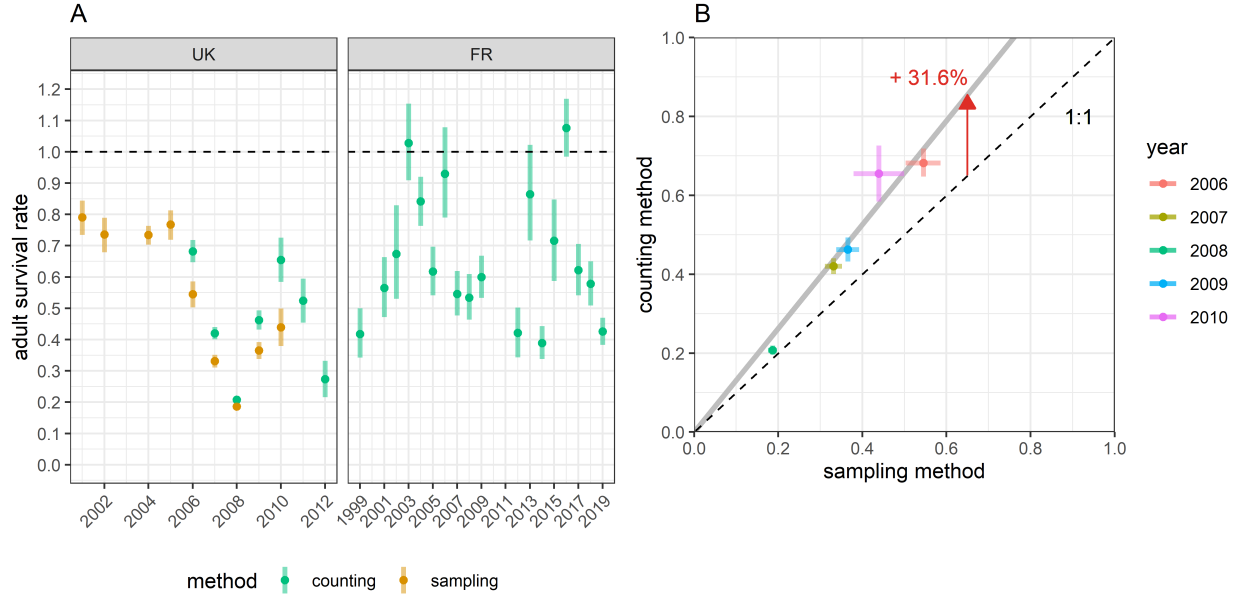 A
UK
FR
adult survival rate
1.2
1.1
1.0
0.9
0.8
0.7
0.6
0.5
0.4
0.3
0.2
0.1
0.0
2002 2004 2006 2008 2010 2012
1999 2001 2003 2005 2007 2009 2011 2013 2015 2017 2019
method counting sampling
B
+ 31.6%
1:1
counting method
1.0
0.8
0.6
0.4
0.2
0.0
0.0 0.2 0.4 0.6 0.8 1.0
sampling method
year
2006
2007
2008
2009
2010